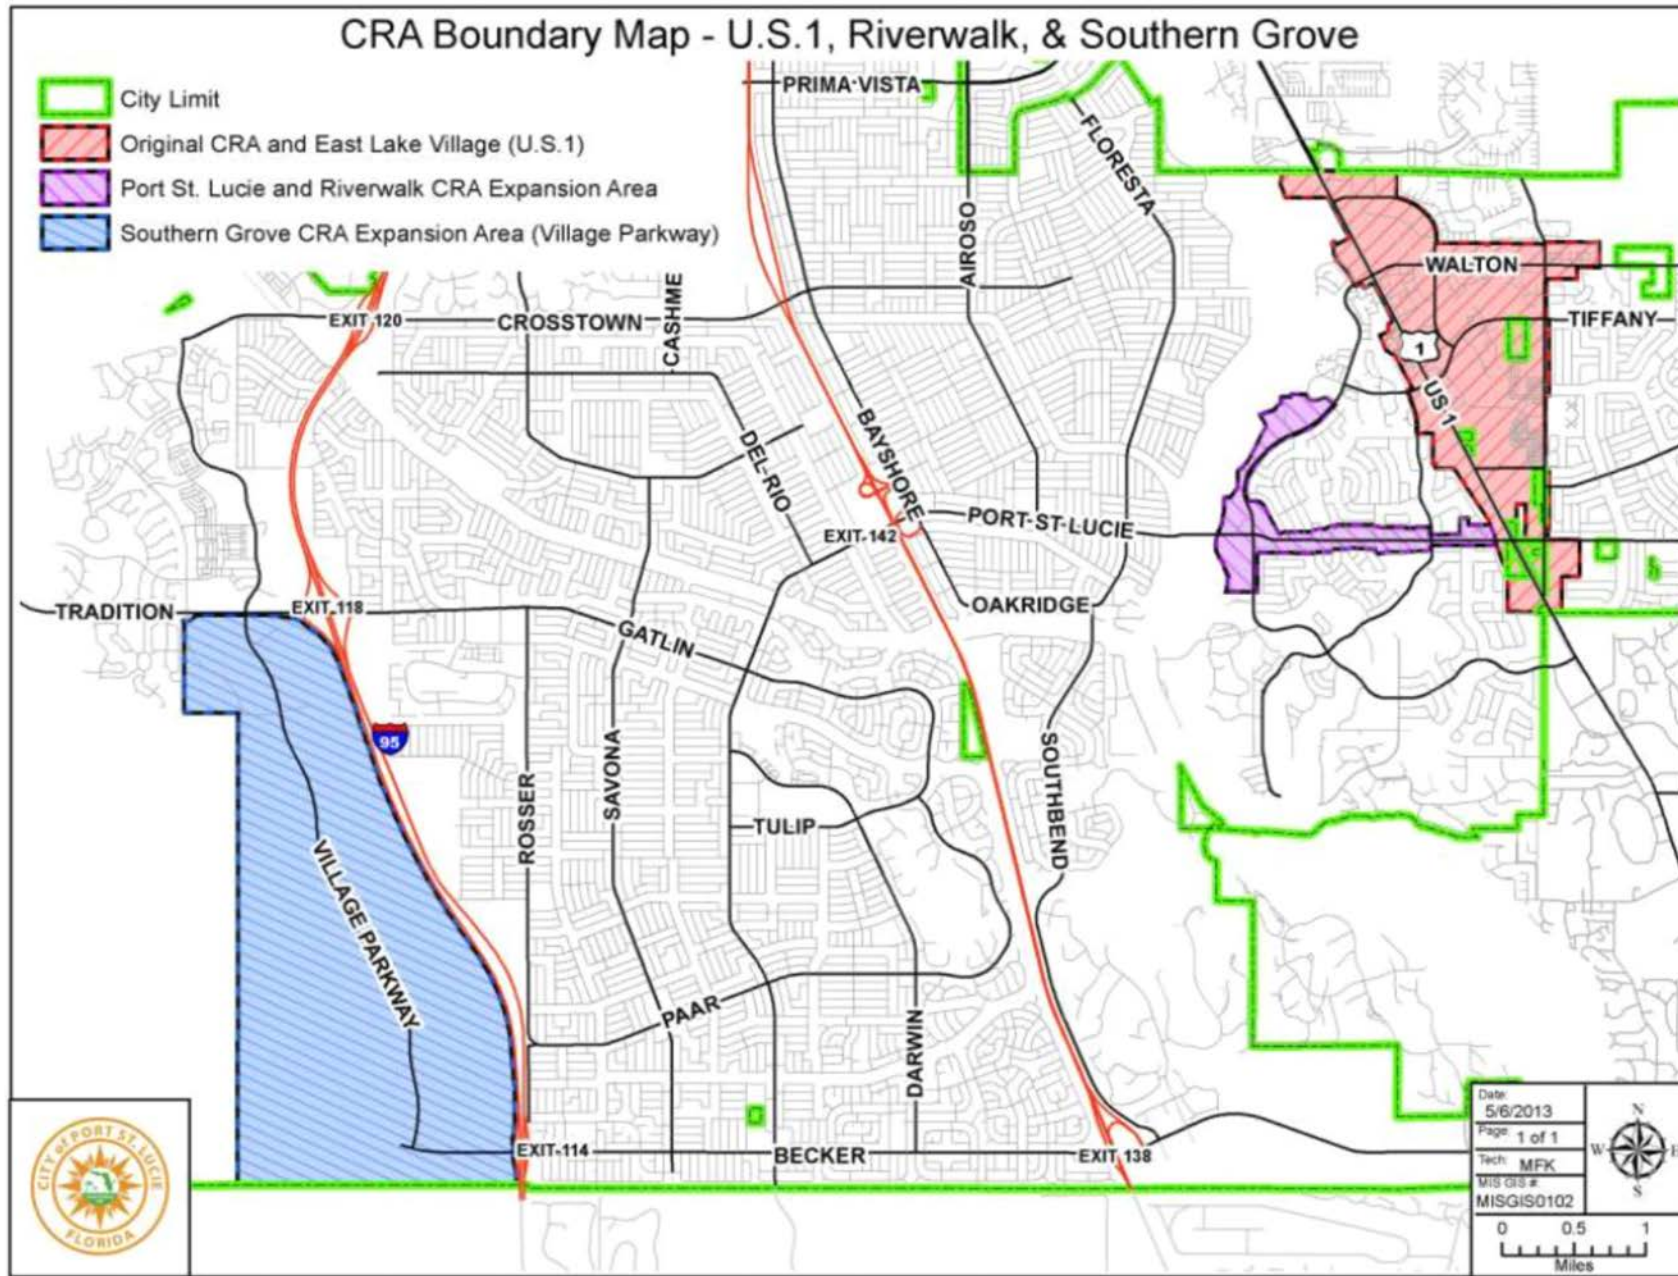 CRA Boundary Map - U.S.1, Riverwalk, & Southern Grove
City Limit
Original CRA and East Lake Village (U.S.1)
Port St. Lucie and Riverwalk CRA Expansion Area
Southern Grove CRA Expansion Area (Village Parkway)
PRIMA VISTA
FLORESTA
AIROSO
WALTON
CASHME
EXIT 120
CROSSTOWN
TIFFANY
1
US 1
BAYSHORE
DEL-RIO
PORT-ST-LUCIE
EXIT-142
TRADITION
EXIT 118
OAKRIDGE
GATLIN
95
SAVONA
SOUTHBEND
ROSSER
TULIP
VILLAGE PARKWAY
PAAR
DARWIN
EXIT-114
BECKER
EXIT 138
CITY of PORT ST. LUCIE
FLORIDA
Date:
5/6/2013
Page: 1 of 1
Tech: MFK
MIS GIS #:
MISGIS0102
N
W E
S
0 0.5 1
Miles